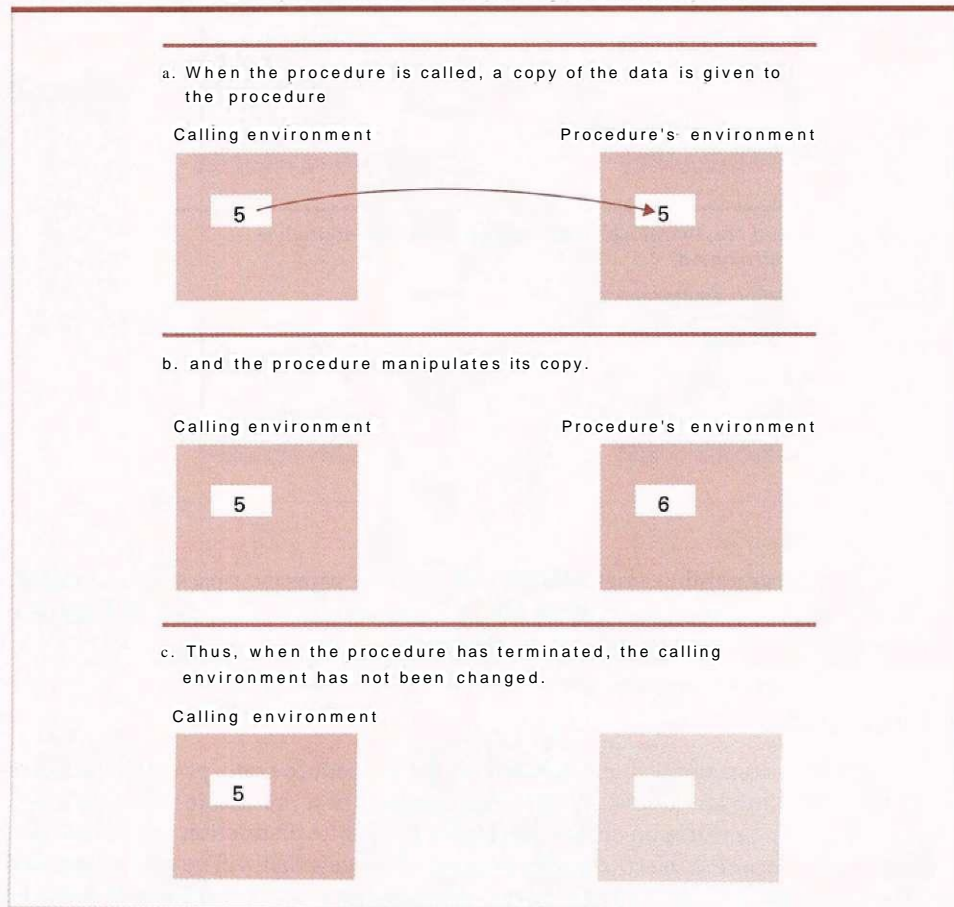 a. When the procedure is called, a copy of the data is given to
the procedure
Calling environment
Procedure's environment
5
5
b. and the procedure manipulates its copy.
Calling environment
Procedure's environment
5
6
c. Thus, when the procedure has terminated, the calling
environment has not been changed.
Calling environment
5